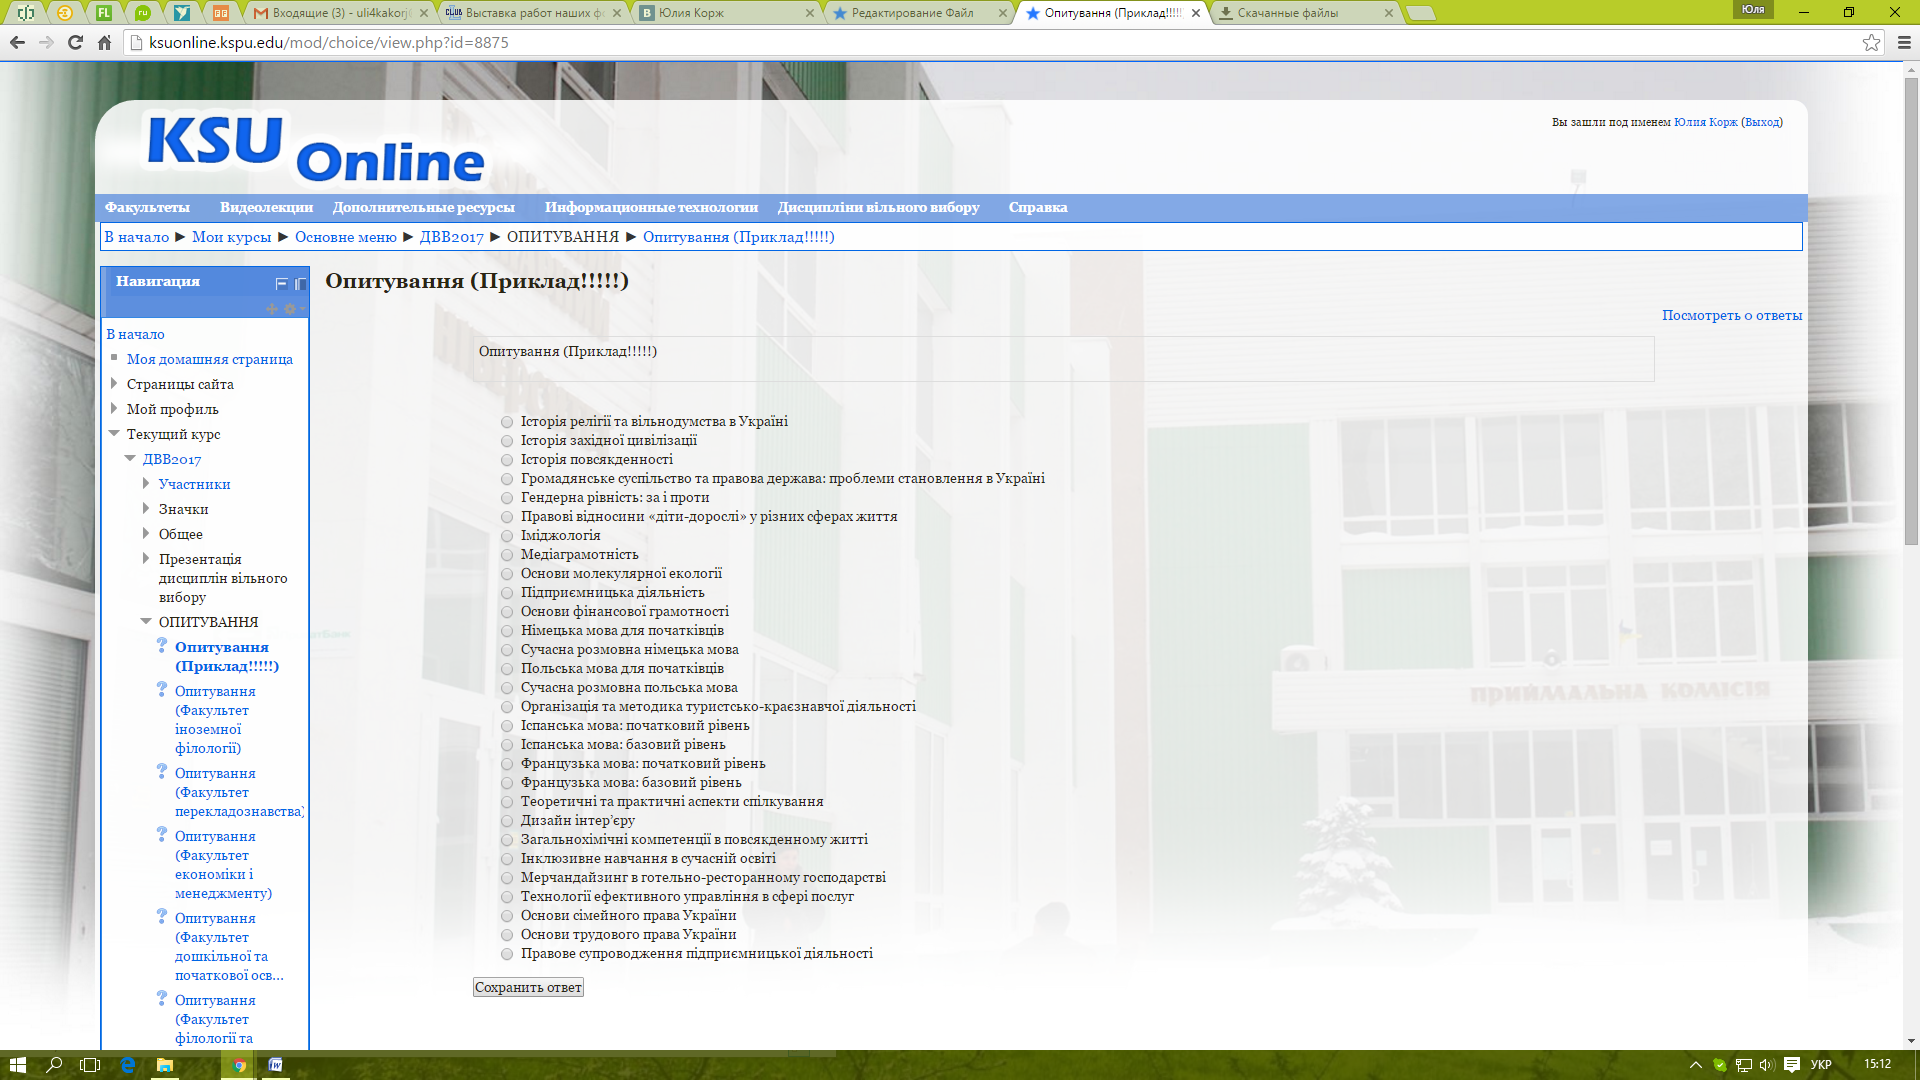 Входящие (3) - uli4kakorj
Выставка работ наших ф
Юлия Корж
Редактирование Файл
Опитування (Приклад!!!!!
Скачанные файлы
Юля
ksuonline.kspu.edu/mod/choice/view.php?id=8875
KSU Online
Вы зашли под именем Юлия Корж (Выход)
Факультеты Видеолекции Дополнительные ресурсы Информационные технологии Дисципліни вільного вибору Справка
В начало ► Мои курсы ► Основне меню ► ДВВ2017 ► ОПИТУВАННЯ ► Опитування (Приклад!!!!!)
Навигация
В начало
Моя домашняя страница
Страницы сайта
Мой профиль
Текущий курс
ДВВ2017
Участники
Значки
Общее
Презентація
дисциплін вільного
вибору
ОПИТУВАННЯ
Опитування
(Приклад!!!!!)
Опитування
(Факультет
іноземної
філології)
Опитування
(Факультет
перекладознавства)
Опитування
(Факультет
економіки і
менеджменту)
Опитування
(Факультет
дошкільної та
початкової осв...
Опитування
(Факультет
філології та
Опитування (Приклад!!!!!)
Посмотреть 0 ответы
Опитування (Приклад!!!!!)
Історія релігії та вільнодумства в Україні
Історія західної цивілізації
Історія повсякденності
Громадянське суспільство та правова держава: проблеми становлення в Україні
Гендерна рівність: за і проти
Правові відносини «діти-дорослі» у різних сферах життя
Іміджологія
Медіаграмотність
Основи молекулярної екології
Підприємницька діяльність
Основи фінансової грамотності
Німецька мова для початківців
Сучасна розмовна німецька мова
Польська мова для початківців
Сучасна розмовна польська мова
Організація та методика туристсько-краєзнавчої діяльності
Іспанська мова: початковий рівень
Іспанська мова: базовий рівень
Французька мова: початковий рівень
Французька мова: базовий рівень
Теоретичні та практичні аспекти спілкування
Дизайн інтер’єру
Загальнохімічні компетенції в повсякденному житті
Інклюзивне навчання в сучасній освіті
Мерчандайзинг в готельно-ресторанному господарстві
Технології ефективного управління в сфері послуг
Основи сімейного права України
Основи трудового права України
Правове супроводження підприємницької діяльності
Сохранить ответ
ПРИЙМАЛЬНА КОМІСІЯ
УКР
15:12